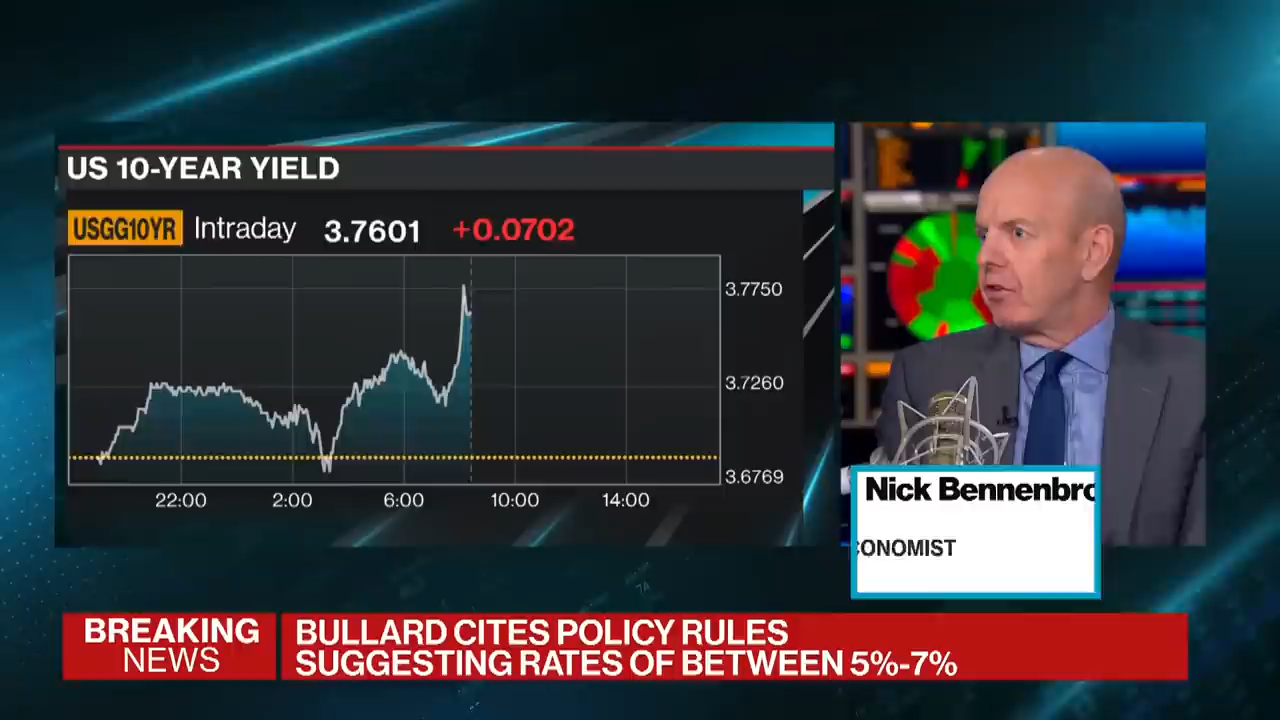 US 10-YEAR YIELD
USGG10YR Intraday 3.7601 +0.0702
3.7750
3.7260
3.6769
22:00 2:00 6:00 10:00 14:00
Nick Bennenbro
CONOMIST
BREAKING
NEWS
BULLARD CITES POLICY RULES
SUGGESTING RATES OF BETWEEN 5%-7%